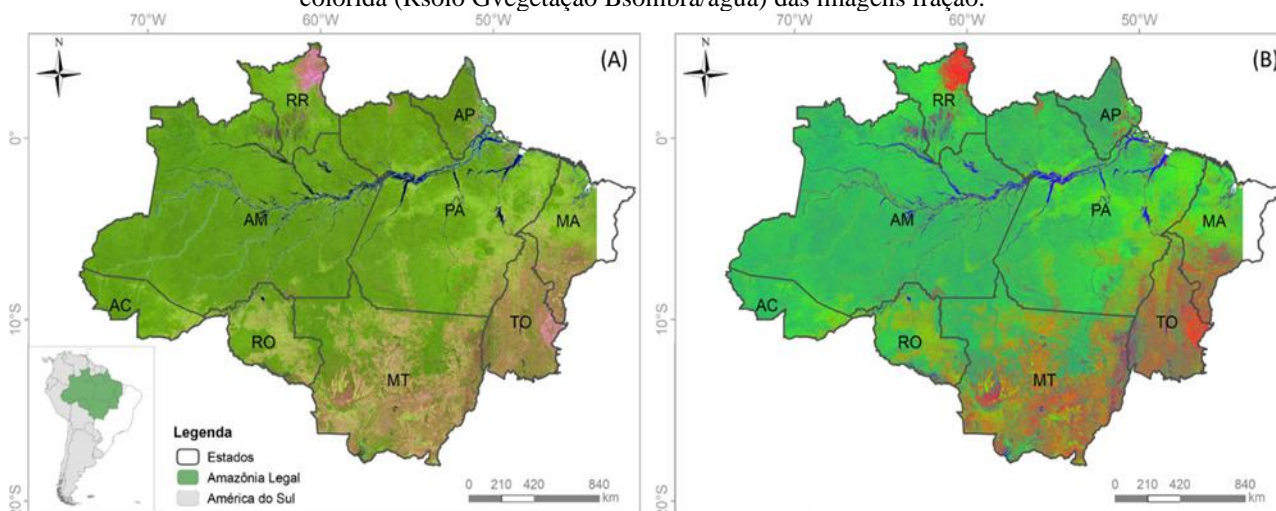 colorida (Rsolo Gvegetação Bsombra/água) das imagens fração.
70°W 60°W 50°W
N
(A)
RR
AP
0°
AM
PA
MA
AC
10°S
TO
RO
MT
Legenda
Estados
Amazônia Legal
América do Sul
0 210 420 840
km
20°S
70°W 60°W 50°W
N
(B)
RR
AP
0°
AM
PA
MA
AC
10°S
TO
RO
MT
0 210 420 840
km
20°S